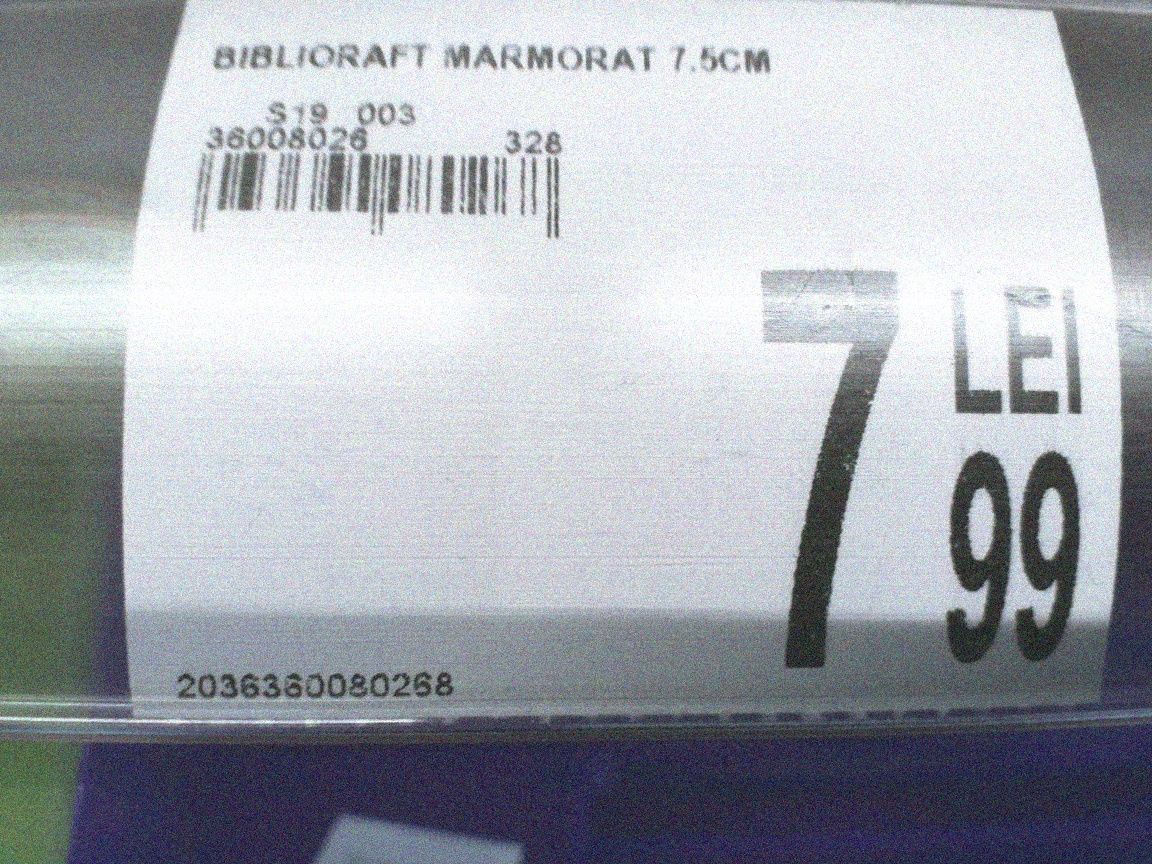 BIBLIORAFT MARMORAT 7.5CM
S19 003
36008026 328
7 LEI 99
2036360080268